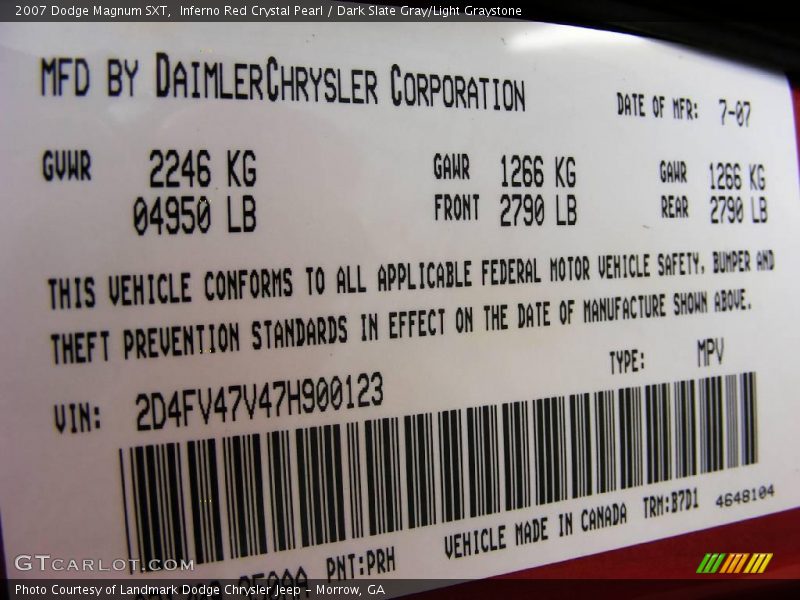 2007 Dodge Magnum SXT,  Inferno Red Crystal Pearl / Dark Slate Gray/Light Graystone
MFD BY DAIMLERCHRYSLER CORPORATION
DATE OF MFR: 7-07
GVWR 2246 KG GAWR 1266 KG GAWR 1266 KG
04950 LB FRONT 2790 LB REAR 2790 LB
THIS VEHICLE CONFORMS TO ALL APPLICABLE FEDERAL MOTOR VEHICLE SAFETY, BUMPER AND
THEFT PREVENTION STANDARDS IN EFFECT ON THE DATE OF MANUFACTURE SHOWN ABOVE.
VIN: 2D4FV47V47H900123 TYPE: MPV
PNT:PRH VEHICLE MADE IN CANADA TRM:B7D1 4648104
GTCARLOT.COM
Photo Courtesy of Landmark Dodge Chrysler Jeep - Morrow, GA